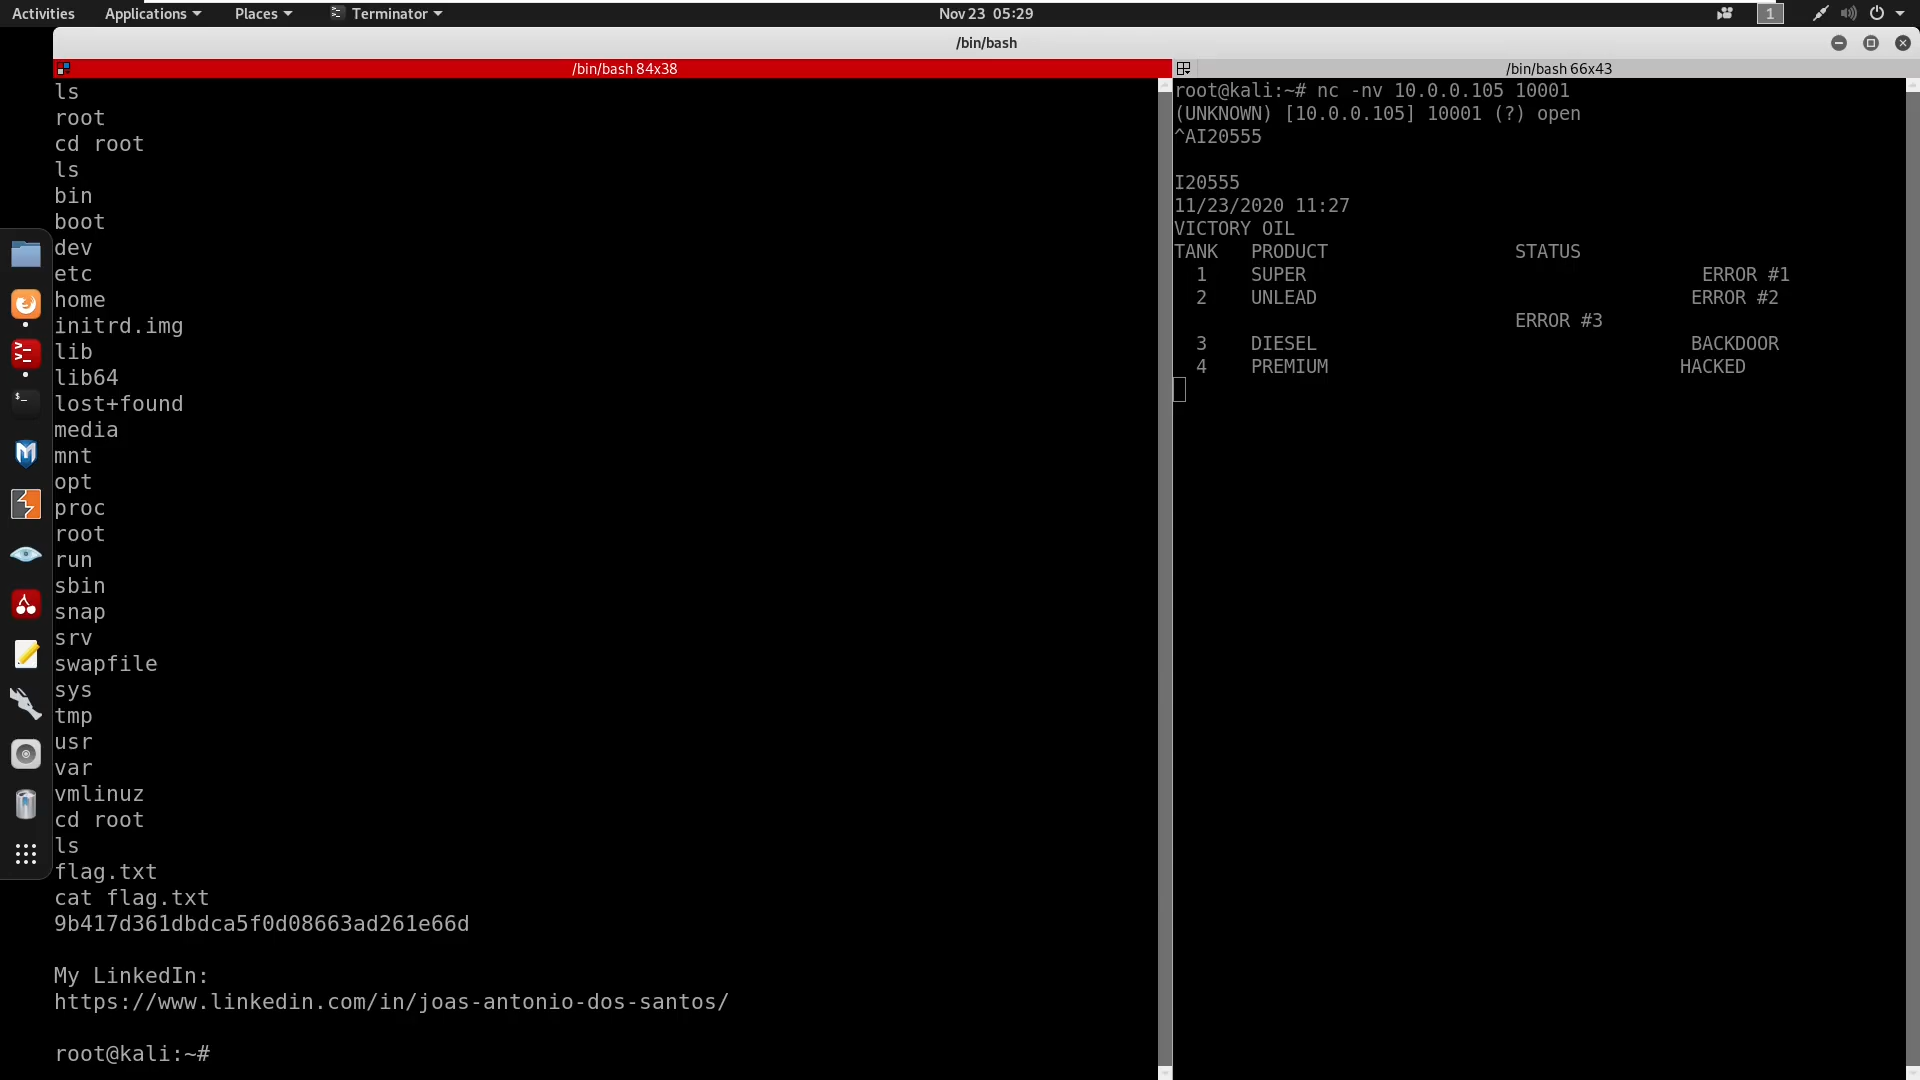 Activities Applications Places Terminator Nov 23 05:29 1
/bin/bash
/bin/bash 84x38
ls
root
cd root
ls
bin
boot
dev
etc
home
initrd.img
lib
lib64
lost+found
media
mnt
opt
proc
root
run
sbin
snap
srv
swapfile
sys
tmp
usr
var
vmlinuz
cd root
ls
flag.txt
cat flag.txt
9b417d361dbdca5f0d08663ad261e66d
My LinkedIn:
https://www.linkedin.com/in/joas-antonio-dos-santos/
root@kali:~#
/bin/bash 66x43
root@kali:~# nc -nv 10.0.0.105 10001
(UNKNOWN) [10.0.0.105] 10001 (?) open
^AI20555
I20555
11/23/2020 11:27
VICTORY OIL
TANK PRODUCT STATUS
1 SUPER ERROR #1
2 UNLEAD ERROR #2
ERROR #3
3 DIESEL BACKDOOR
4 PREMIUM HACKED